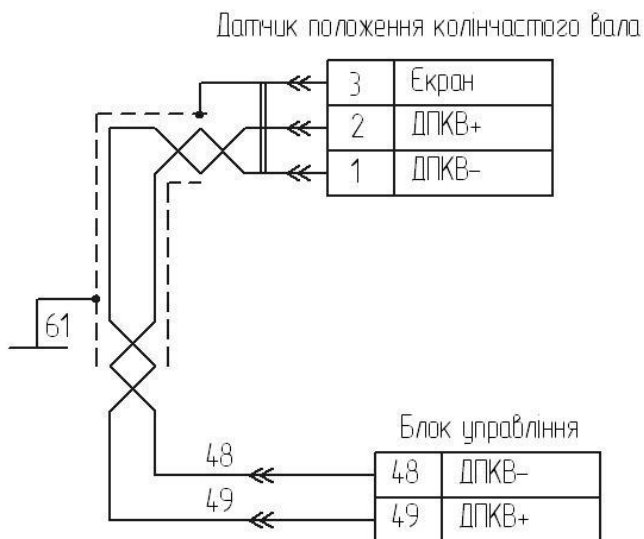 Датчик положення колінчастого вала
3 Екран
2 ДПКВ+
1 ДПКВ-
61
Блок управління
48 48 ДПКВ-
49 49 ДПКВ+